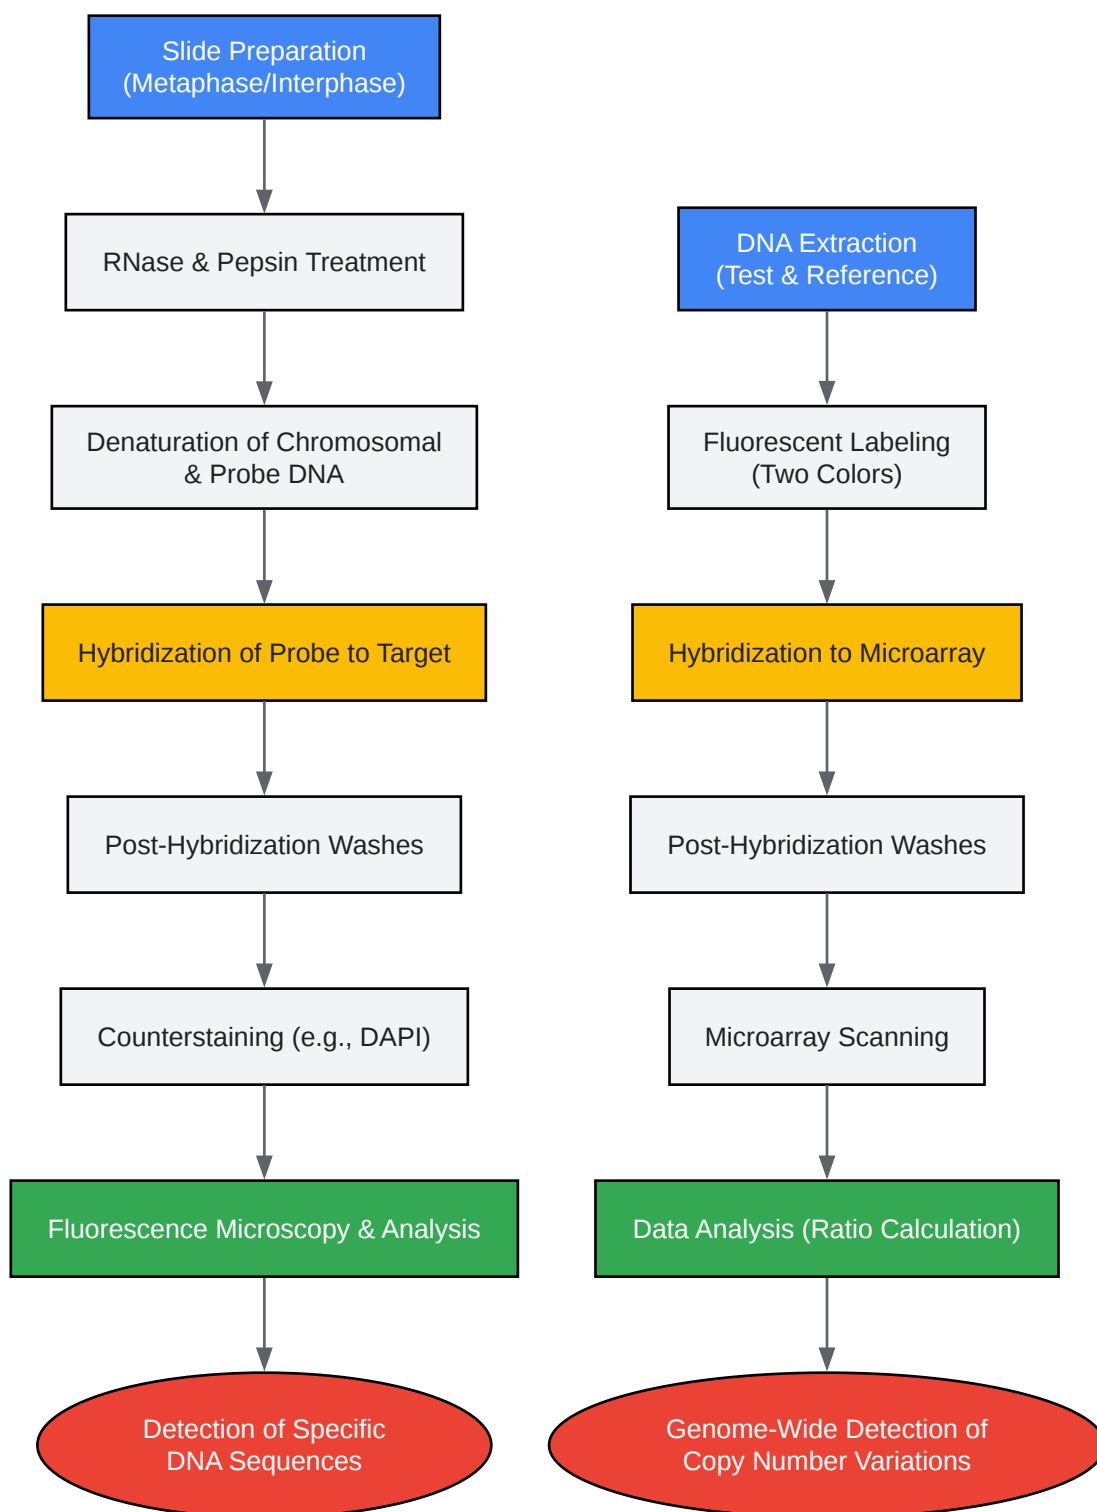 Slide Preparation
(Metaphase/Interphase)
RNase & Pepsin Treatment
Denaturation of Chromosomal
& Probe DNA
Hybridization of Probe to Target
Post-Hybridization Washes
Counterstaining (e.g., DAPI)
Fluorescence Microscopy & Analysis
Detection of Specific
DNA Sequences
DNA Extraction
(Test & Reference)
Fluorescent Labeling
(Two Colors)
Hybridization to Microarray
Post-Hybridization Washes
Microarray Scanning
Data Analysis (Ratio Calculation)
Genome-Wide Detection of
Copy Number Variations